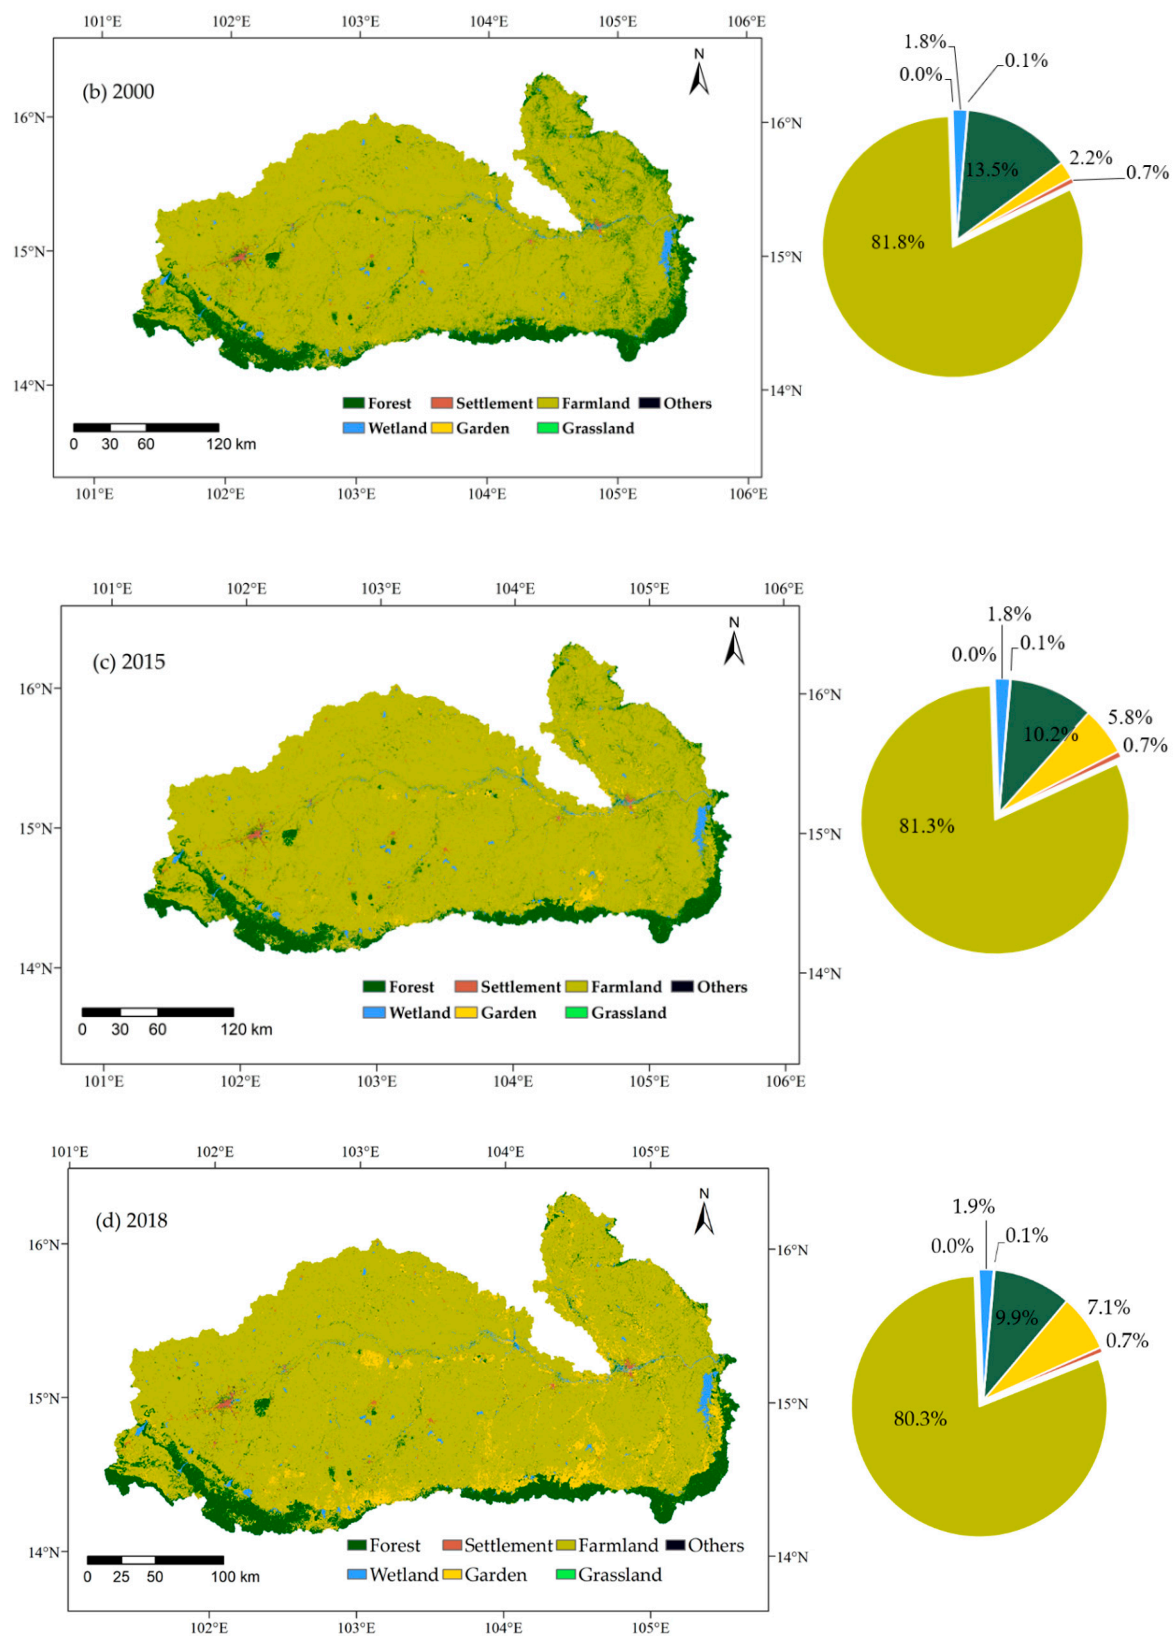 101°E 102°E 103°E 104°E 105°E 106°E
(b) 2000
N
16°N 16°N
15°N 15°N
14°N 14°N
Forest Settlement Farmland Others
Wetland Garden Grassland
0 30 60 120 km
101°E 102°E 103°E 104°E 105°E 106°E
1.8%
0.0% 0.1%
13.5% 2.2% 0.7%
81.8%
101°E 102°E 103°E 104°E 105°E 106°E
(c) 2015
N
16°N 16°N
15°N 15°N
14°N 14°N
Forest Settlement Farmland Others
Wetland Garden Grassland
0 30 60 120 km
101°E 102°E 103°E 104°E 105°E 106°E
1.8%
0.0% 0.1%
10.2% 5.8%
0.7%
81.3%
101°E 102°E 103°E 104°E 105°E
(d) 2018
N
16°N 16°N
15°N 15°N
14°N 14°N
Forest Settlement Farmland Others
Wetland Garden Grassland
0 25 50 100 km
102°E 103°E 104°E 105°E
1.9%
0.0% 0.1%
9.9% 7.1%
0.7%
80.3%